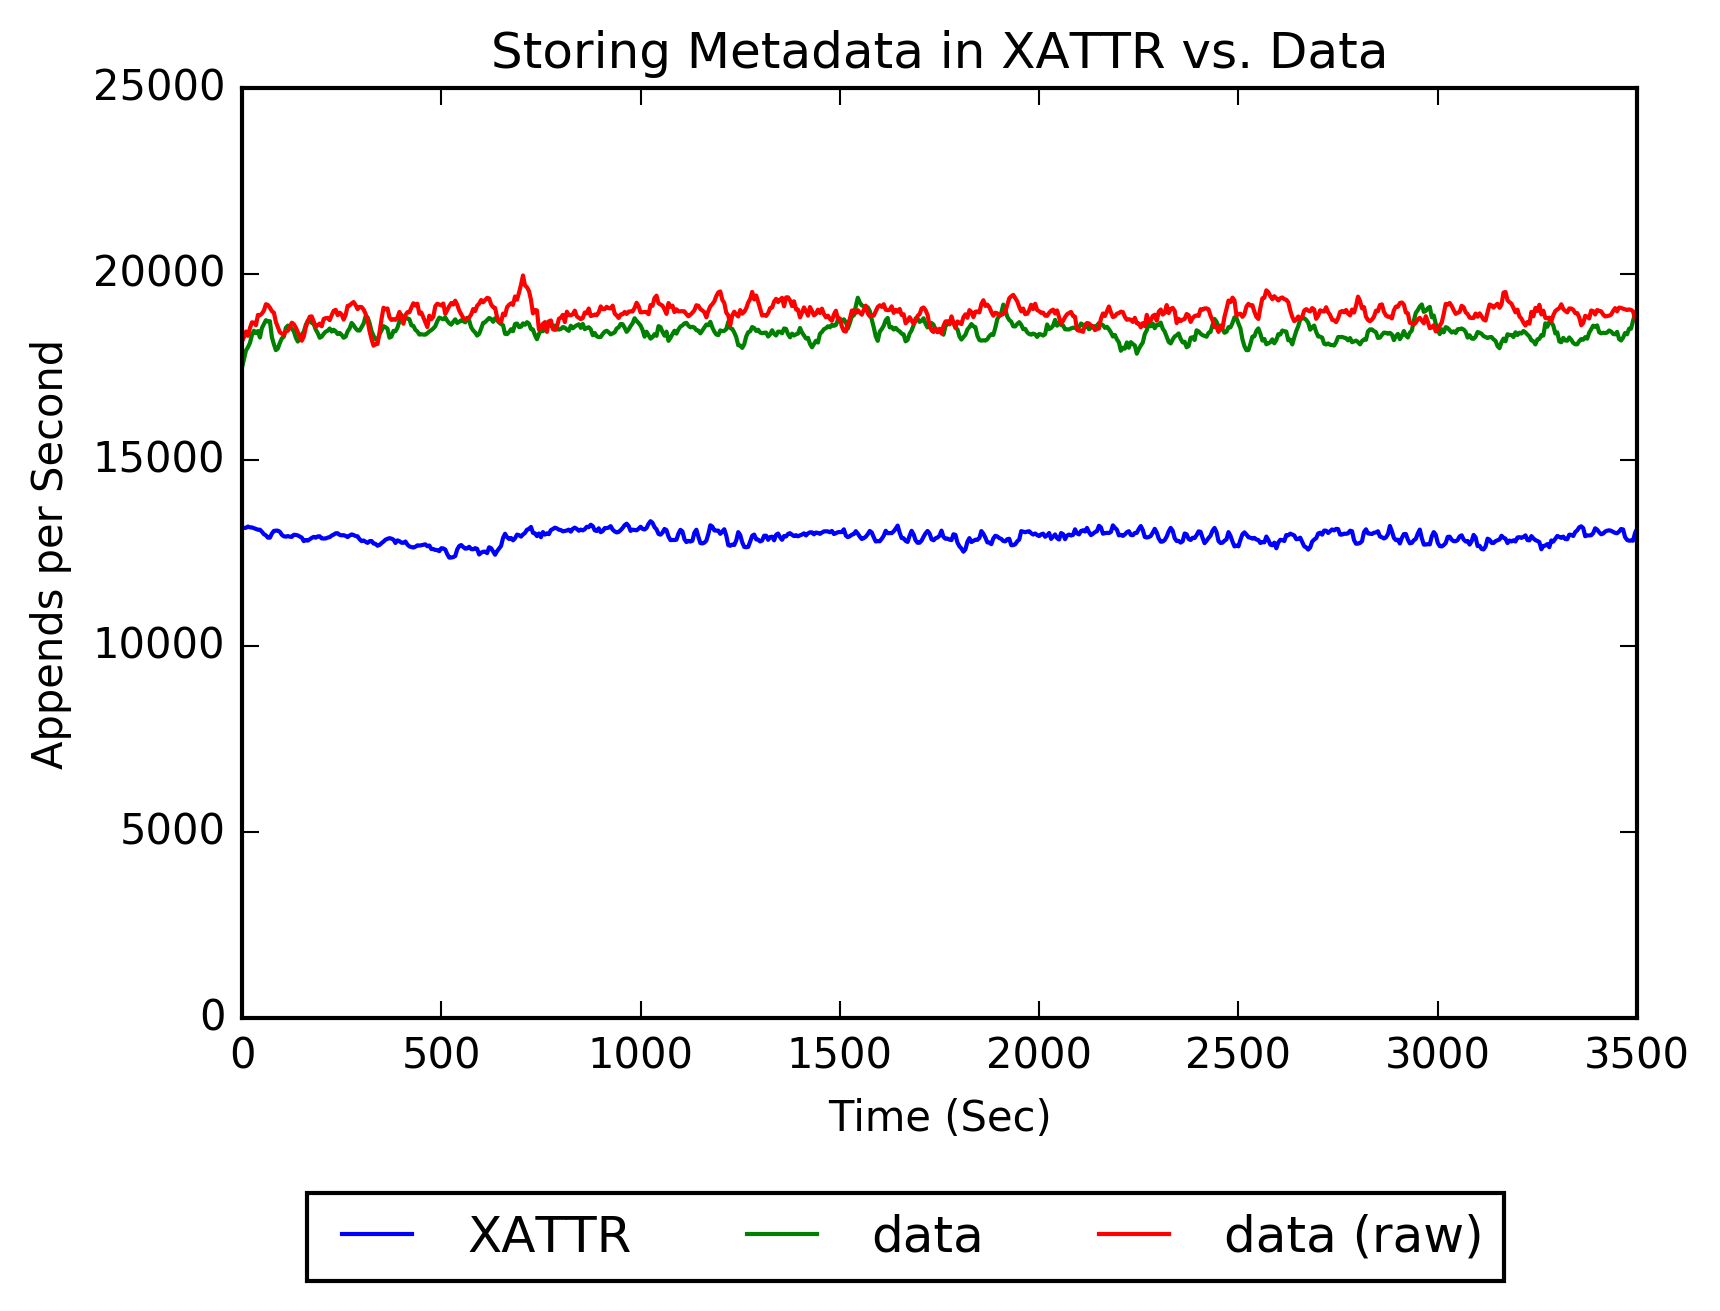 Storing Metadata in XATTR vs. Data
25000
20000
15000
10000
5000
0
Appends per Second
0 500 1000 1500 2000 2500 3000 3500
Time (Sec)
XATTR data data (raw)